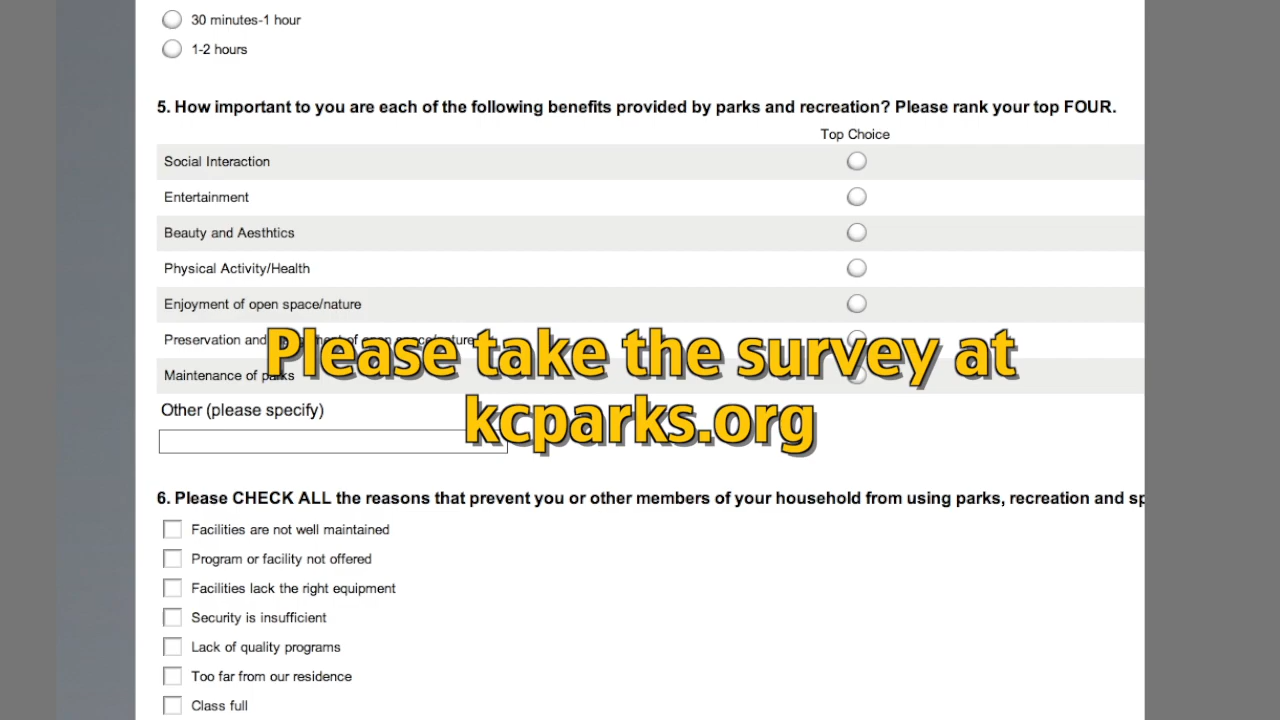 30 minutes-1 hour
1-2 hours
5. How important to you are each of the following benefits provided by parks and recreation? Please rank your top FOUR.
Top Choice
Social Interaction
Entertainment
Beauty and Aesthtics
Physical Activity/Health
Enjoyment of open space/nature
Preservation and of open space/nature
Maintenance of parks
Please take the survey at
kcparks.org
Other (please specify)
6. Please CHECK ALL the reasons that prevent you or other members of your household from using parks, recreation and
Facilities are not well maintained
Program or facility not offered
Facilities lack the right equipment
Security is insufficient
Lack of quality programs
Too far from our residence
Class full